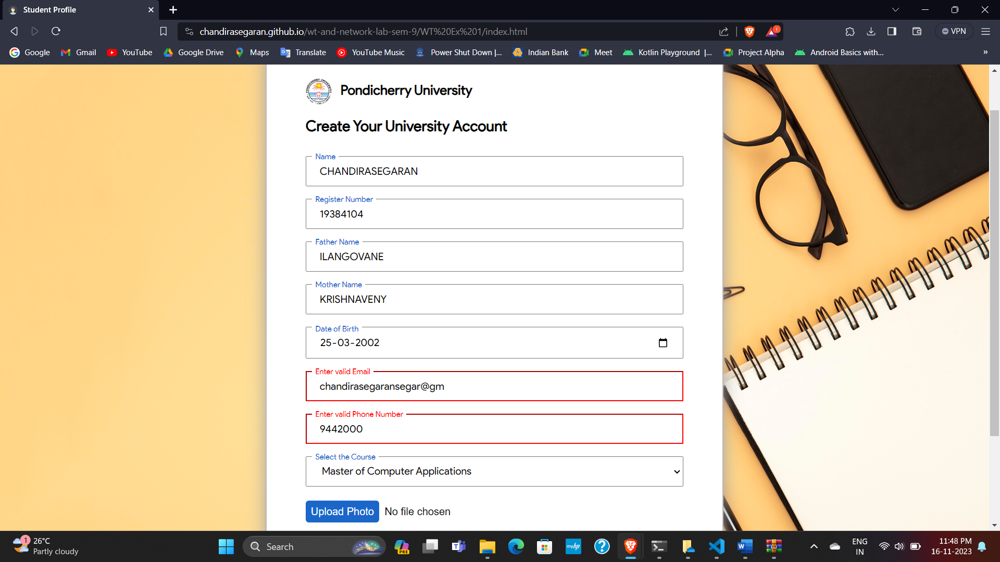 Student Profile
chandirasegaran.github.io/wt-and-network-lab-sem-9/WT%20Ex%201/index.html
1
VPN
Google
Gmail
YouTube
Google Drive
Maps
Translate
YouTube Music
Power Shut Down |...
Indian Bank
Meet
Kotlin Playground |...
Project Alpha
Android Basics with...
»
Pondicherry University
Create Your University Account
Name
CHANDIRASEGARAN
Register Number
19384104
Father Name
ILANGOVANE
Mother Name
KRISHNAVENY
Date of Birth
25-03-2002
Enter valid Email
chandirasegaransegar@gm
Enter valid Phone Number
9442000
Select the Course
Master of Computer Applications
Upload Photo No file chosen
1
26°C
Partly cloudy
Search
PRE
myhp
ENG
IN
11:48 PM
16-11-2023